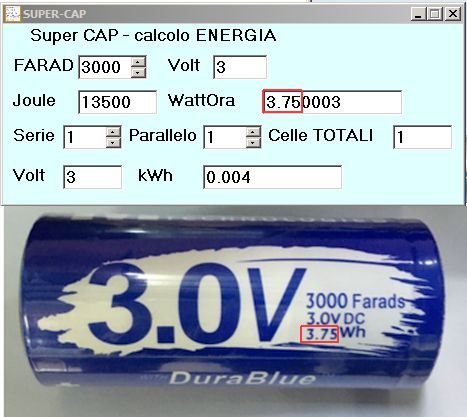 SUPER-CAP
Super CAP - calcolo ENERGIA
FARAD 3000 Volt 3
Joule 13500 WattOra 3.750003
Serie 1 Parallelo 1 Celle TOTALI 1
Volt 3 kWh 0.004
3.0V
3000 Farads
3.0V DC
3.75Wh
WITH DuraBlue